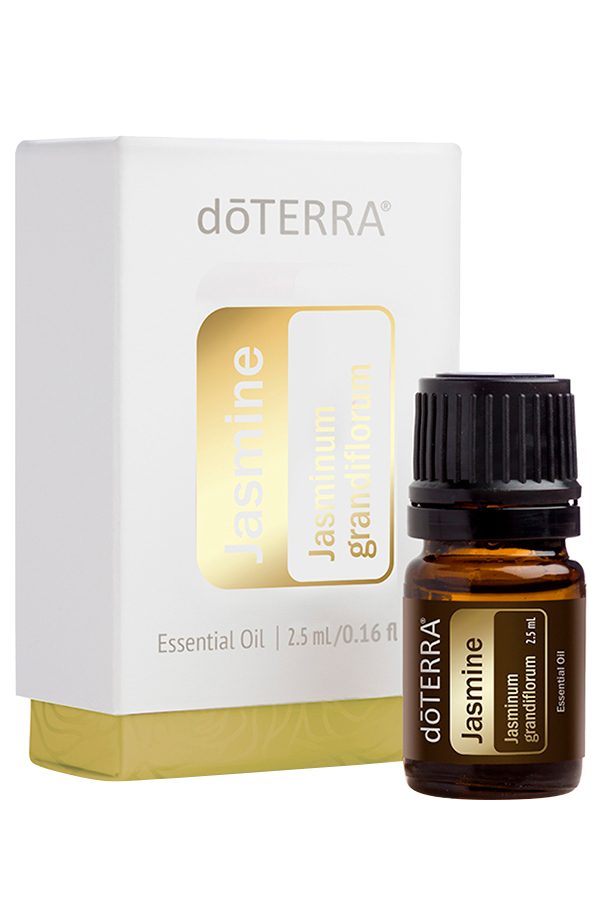 dōTERRA®
Jasmine
Jasminum
grandiflorum
Essential Oil | 2.5 mL/0.16 fl
dōTERRA®
Jasmine
Jasminum
grandiflorum 2.5 mL
Essential Oil